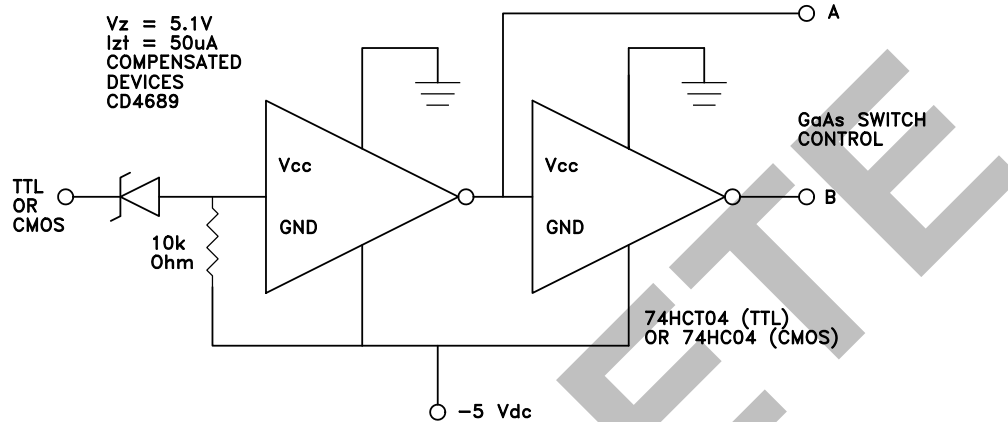 Vz = 5.1V
Izt = 50uA
COMPENSATED
DEVICES
CD4689
A
GaAs SWITCH
CONTROL
Vcc
Vcc
TTL
OR
CMOS
B
GND
GND
10k
Ohm
74HCT04 (TTL)
OR 74HC04 (CMOS)
-5 Vdc
ETE